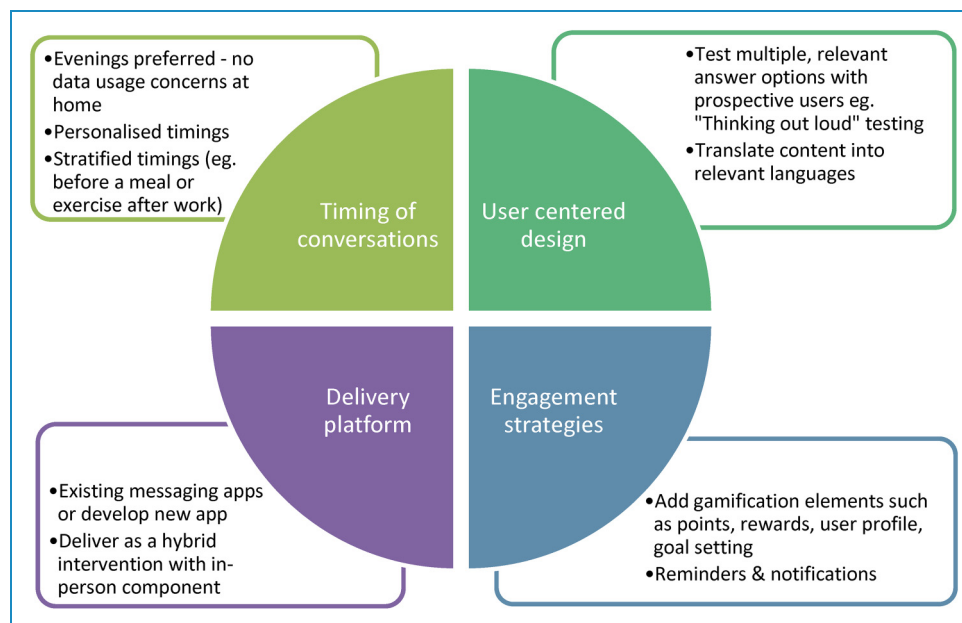 •Evenings preferred - no
data usage concerns at
home
•Personalised timings
•Stratified timings (eg.
before a meal or
exercise after work)
•Test multiple, relevant
answer options with
prospective users eg.
"Thinking out loud" testing
•Translate content into
relevant languages
Timing of
conversations
User centered
design
Delivery
platform
Engagement
strategies
•Existing messaging apps
or develop new app
•Deliver as a hybrid
intervention with in-
person component
•Add gamification elements such
as points, rewards, user profile,
goal setting
•Reminders & notifications